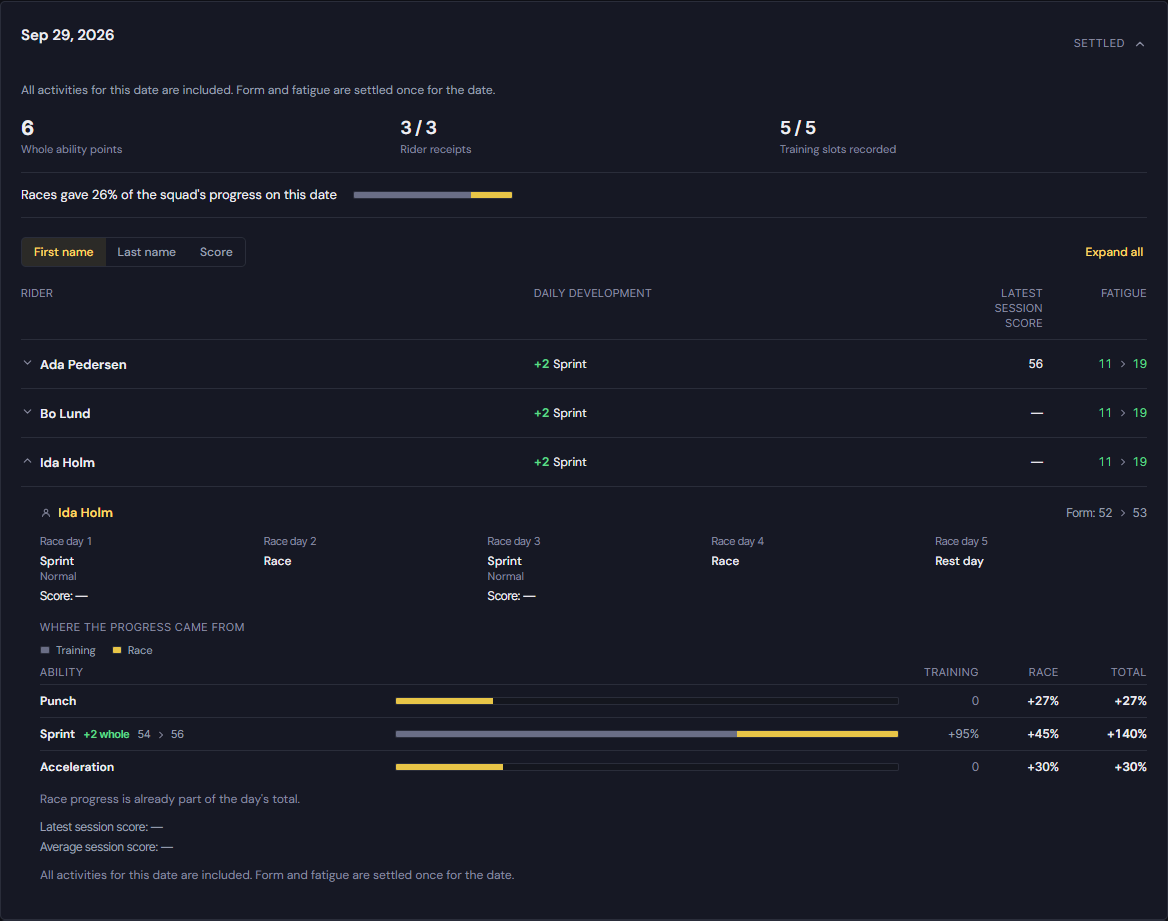 Sep 29, 2026
SETTLED
All activities for this date are included. Form and fatigue are settled once for the date.
6
3 / 3
5 / 5
Whole ability points
Rider receipts
Training slots recorded
Races gave 26% of the squad's progress on this date
First name Last name Score
Expand all
RIDER DAILY DEVELOPMENT LATEST SESSION SCORE FATIGUE
Ada Pedersen +2 Sprint 56 11 > 19
Bo Lund +2 Sprint — 11 > 19
Ida Holm +2 Sprint — 11 > 19
Ida Holm Form: 52 > 53
Race day 1 Race day 2 Race day 3 Race day 4 Race day 5
Sprint Race Sprint Race Rest day
Normal Normal
Score: — Score: —
WHERE THE PROGRESS CAME FROM
Training Race
ABILITY TRAINING RACE TOTAL
Punch 0 +27% +27%
Sprint +2 whole 54 > 56 +95% +45% +140%
Acceleration 0 +30% +30%
Race progress is already part of the day's total.
Latest session score: —
Average session score: —
All activities for this date are included. Form and fatigue are settled once for the date.